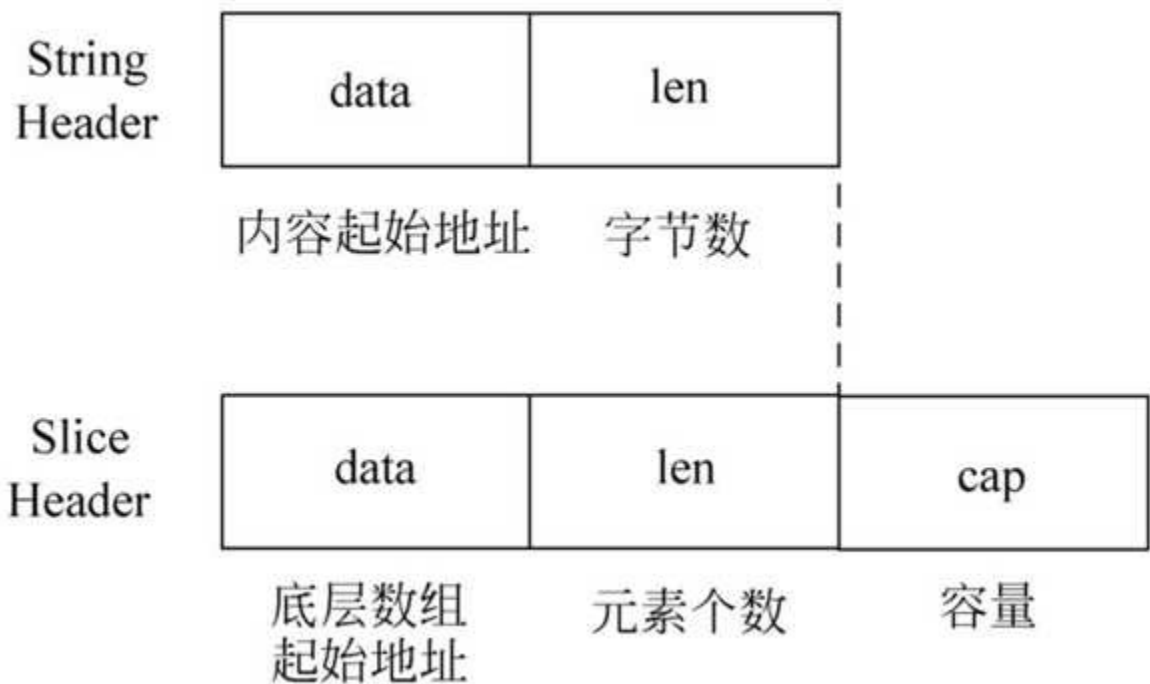 String
Header
data
len
内容起始地址
字节数
Slice
Header
data
len
cap
底层数组
起始地址
元素个数
容量